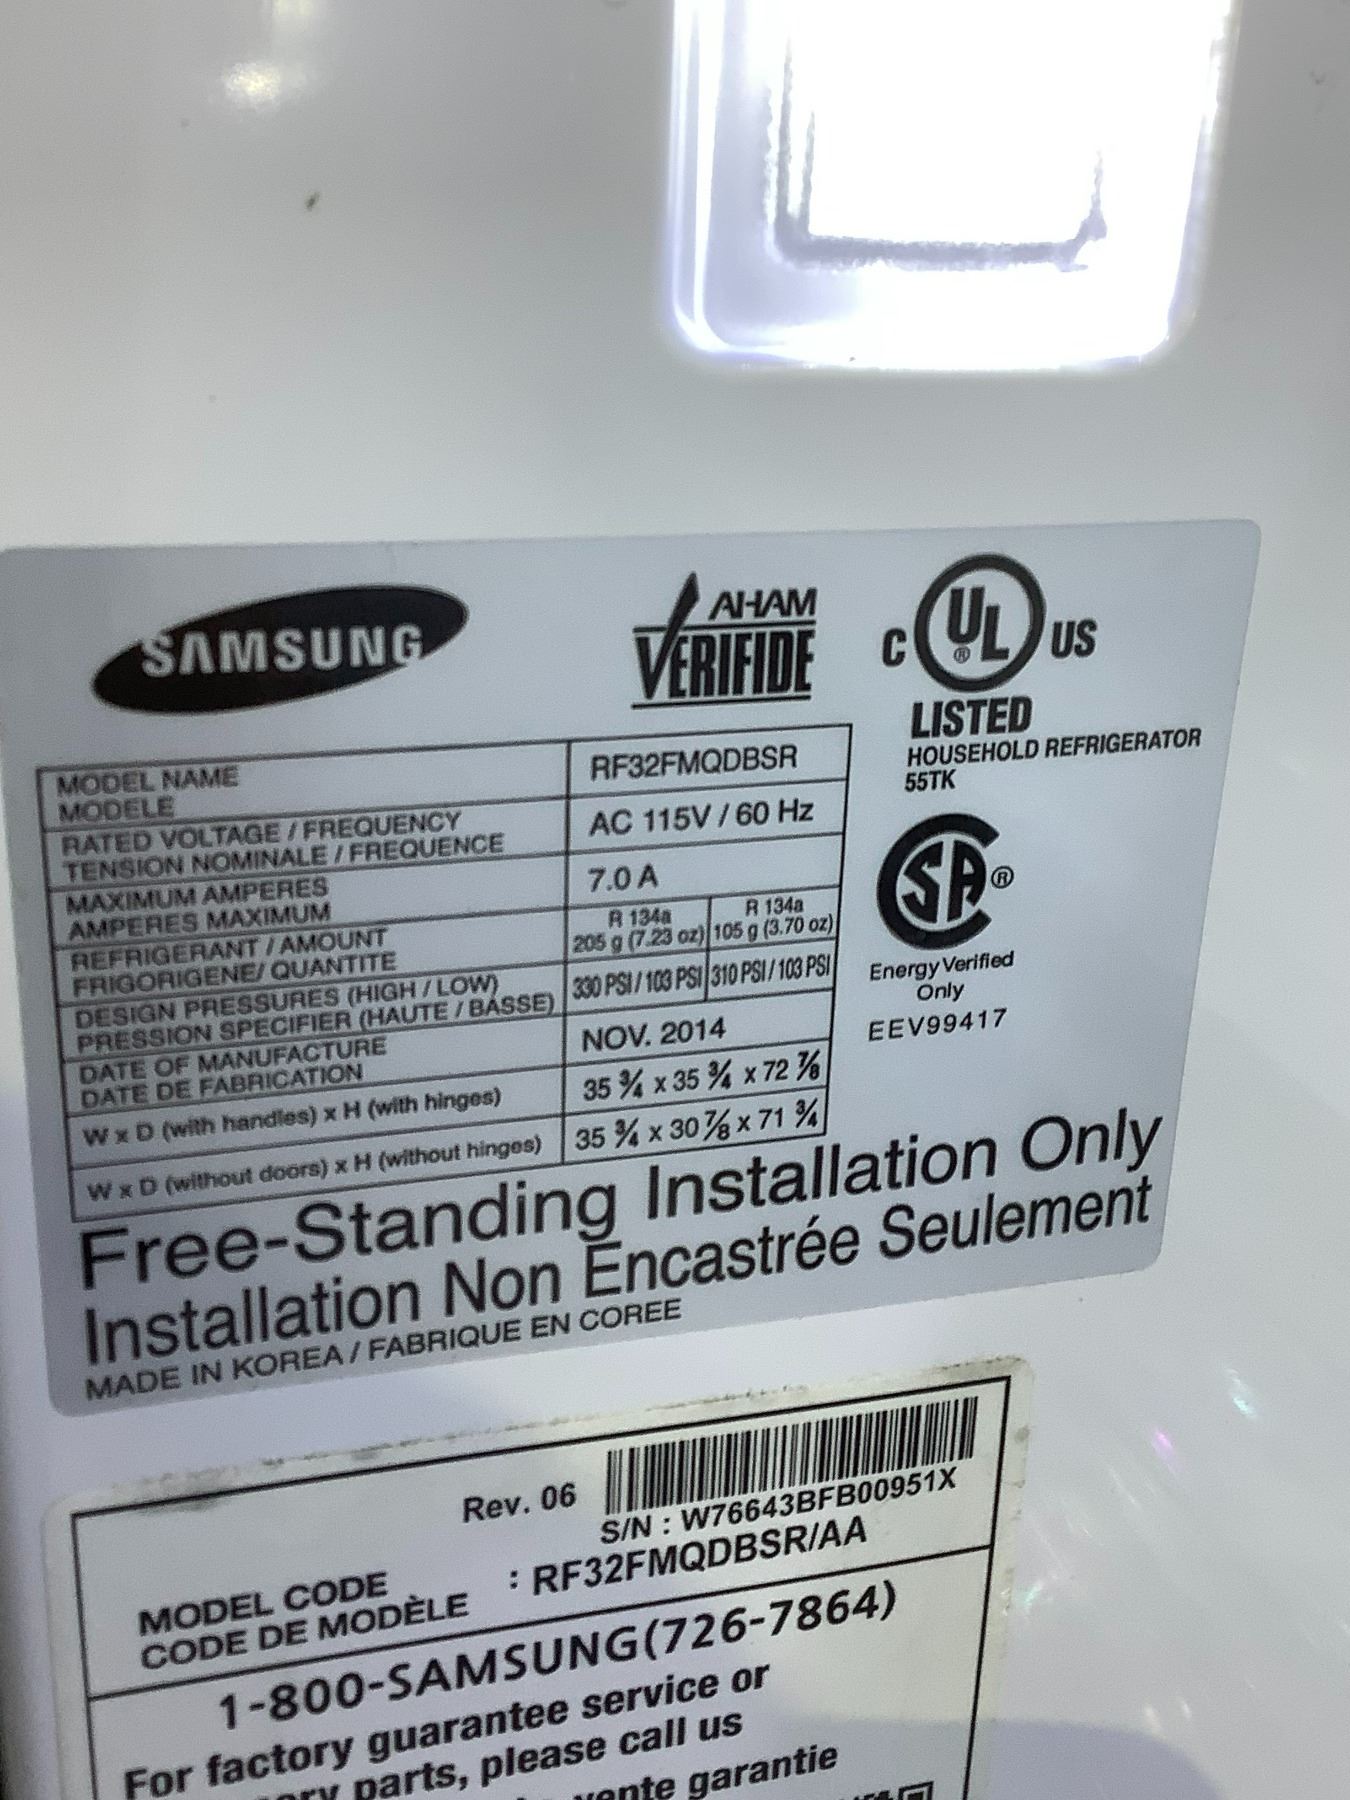 SAMSUNG
AHAM
VERIFIDE
C UL® US
LISTED
HOUSEHOLD REFRIGERATOR
55TK
SA®
Energy Verified
Only
EEV99417
MODEL NAME
MODELE
RF32FMQDBSR
RATED VOLTAGE / FREQUENCY
TENSION NOMINALE / FREQUENCE
AC 115V / 60 Hz
MAXIMUM AMPERES
AMPERES MAXIMUM
7.0 A
REFRIGERANT / AMOUNT
FRIGORIGENE/ QUANTITE
R 134a
205 g (7.23 oz)
R 134a
105 g (3.70 oz)
DESIGN PRESSURES (HIGH / LOW)
PRESSION SPECIFIER (HAUTE / BASSE)
330 PSI / 103 PSI
310 PSI / 103 PSI
DATE OF MANUFACTURE
DATE DE FABRICATION
NOV. 2014
W x D (with handles) x H (with hinges)
35 ¾ x 35 ¾ x 72 ⅞
W x D (without doors) x H (without hinges)
35 ¾ x 30 ⅞ x 71 ¾
Free-Standing Installation Only
Installation Non Encastrée Seulement
MADE IN KOREA / FABRIQUE EN COREE
Rev. 06
S/N : W76643BFB00951X
MODEL CODE
CODE DE MODÈLE
: RF32FMQDBSR/AA
1-800-SAMSUNG(726-7864)
For factory guarantee service or
parts, please call us
vente garantie